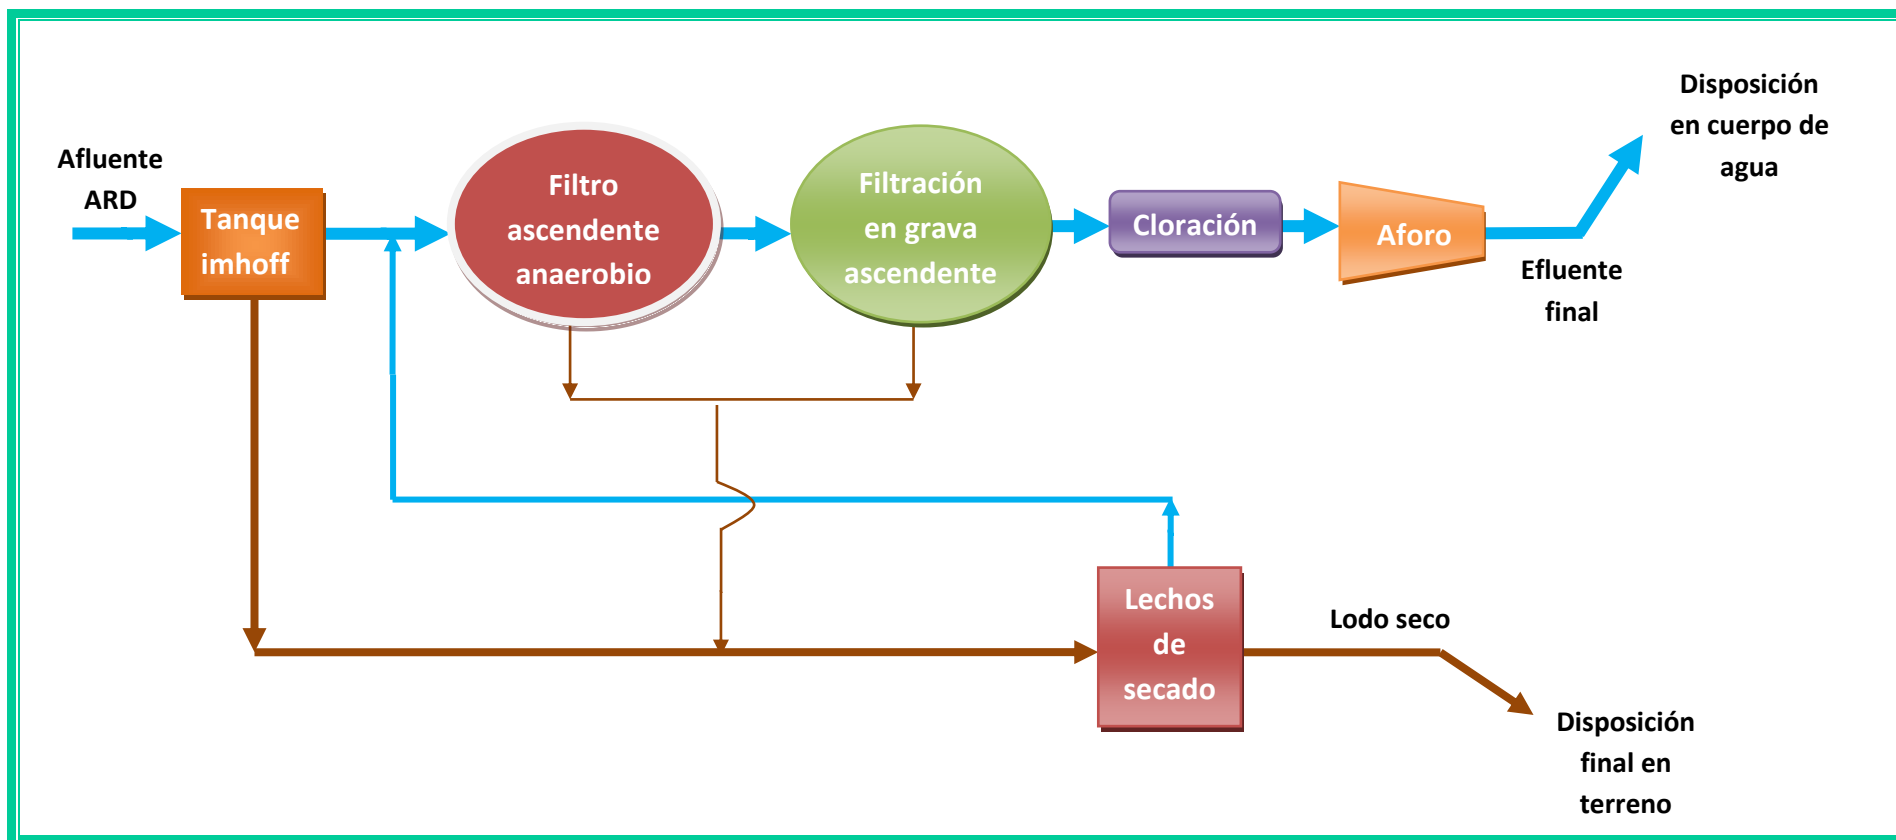 Afluente
ARD
Tanque
imhoff
Filtro
ascendente
anaerobio
Filtración
en grava
ascendente
Cloración
Aforo
Efluente
final
Disposición
en cuerpo de
agua
Lechos
de
secado
Lodo seco
Disposición
final en
terreno